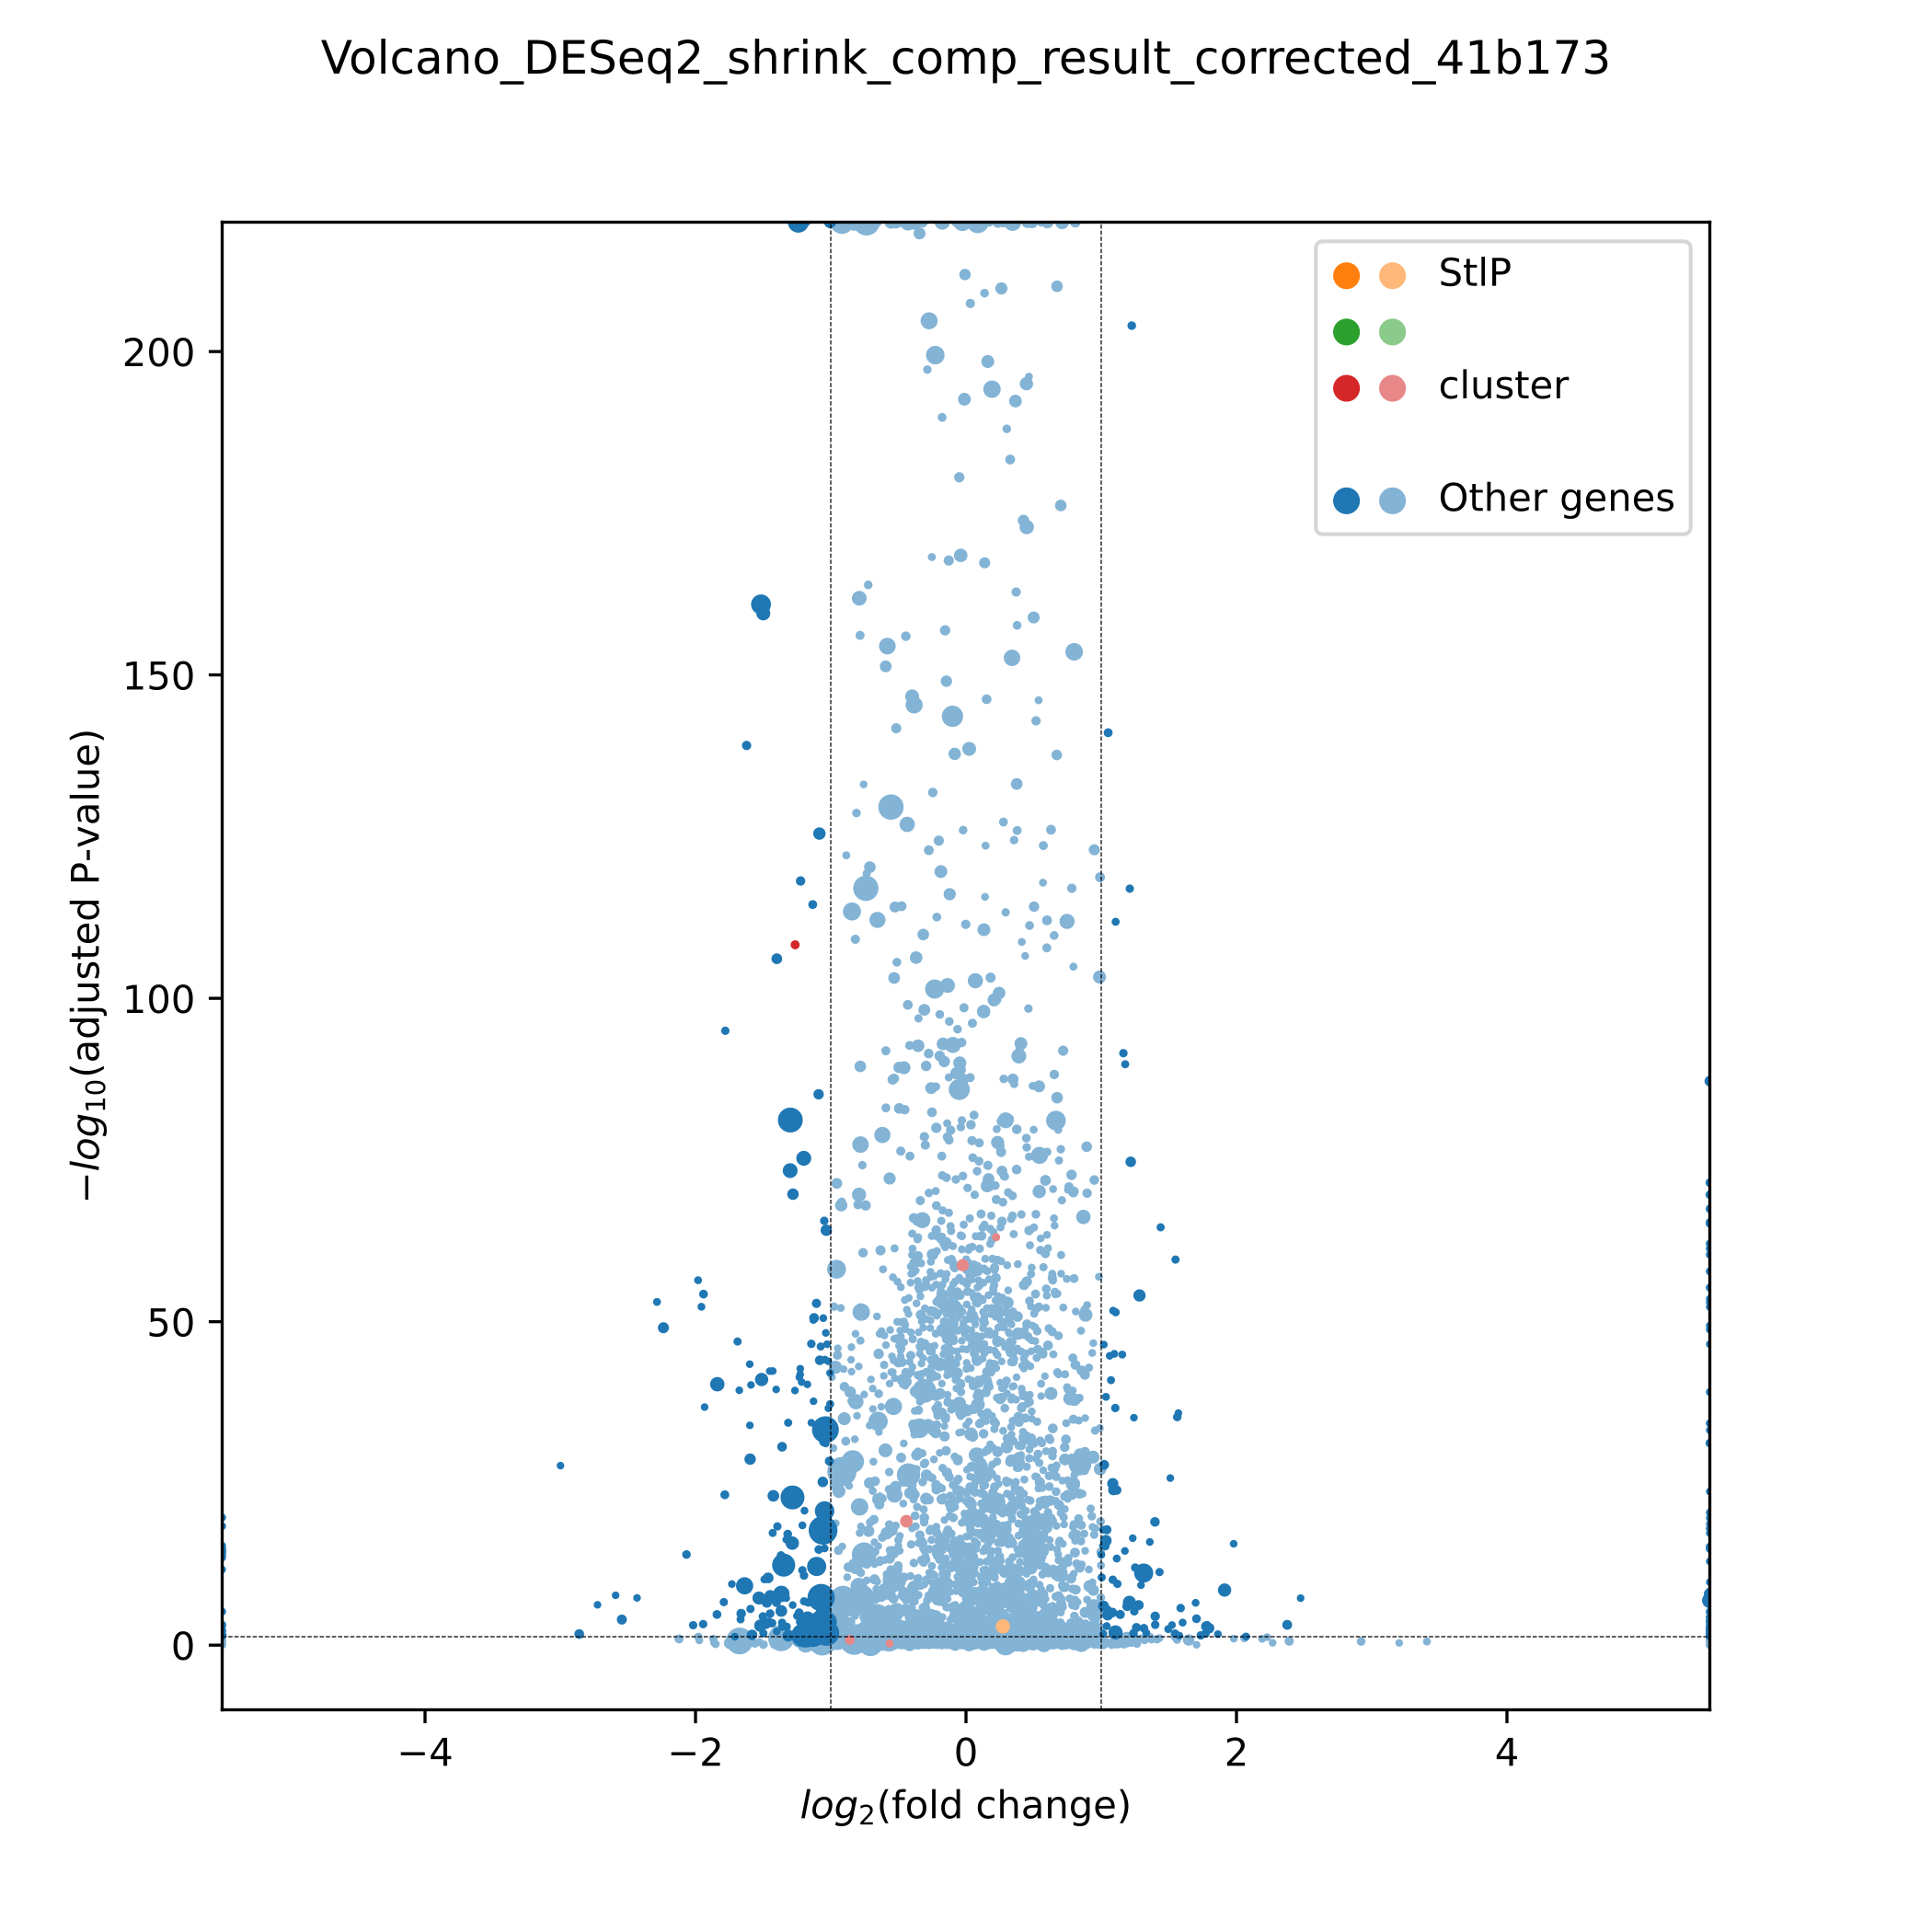 Volcano_DESeq2_shrink_comp_result_corrected_41b173
StlP
cluster
Other genes
200
150
100
50
0
−log10(adjusted P-value)
−4 −2 0 2 4
log2(fold change)